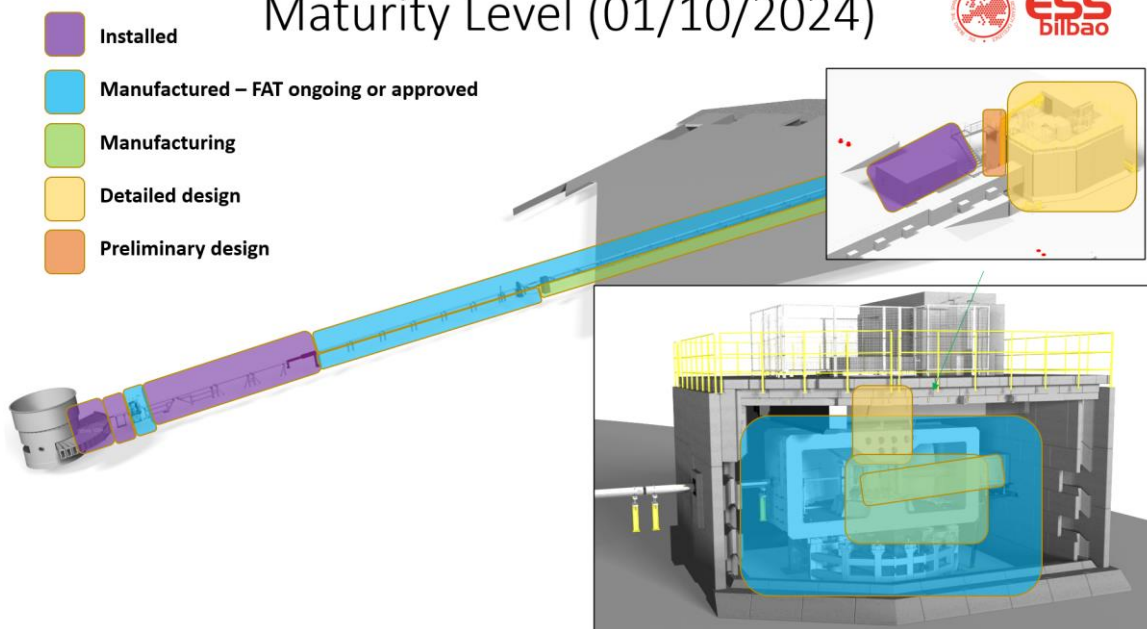 Maturity Level (01/10/2024)
ESS
bilbao
Installed
Manufactured – FAT ongoing or approved
Manufacturing
Detailed design
Preliminary design